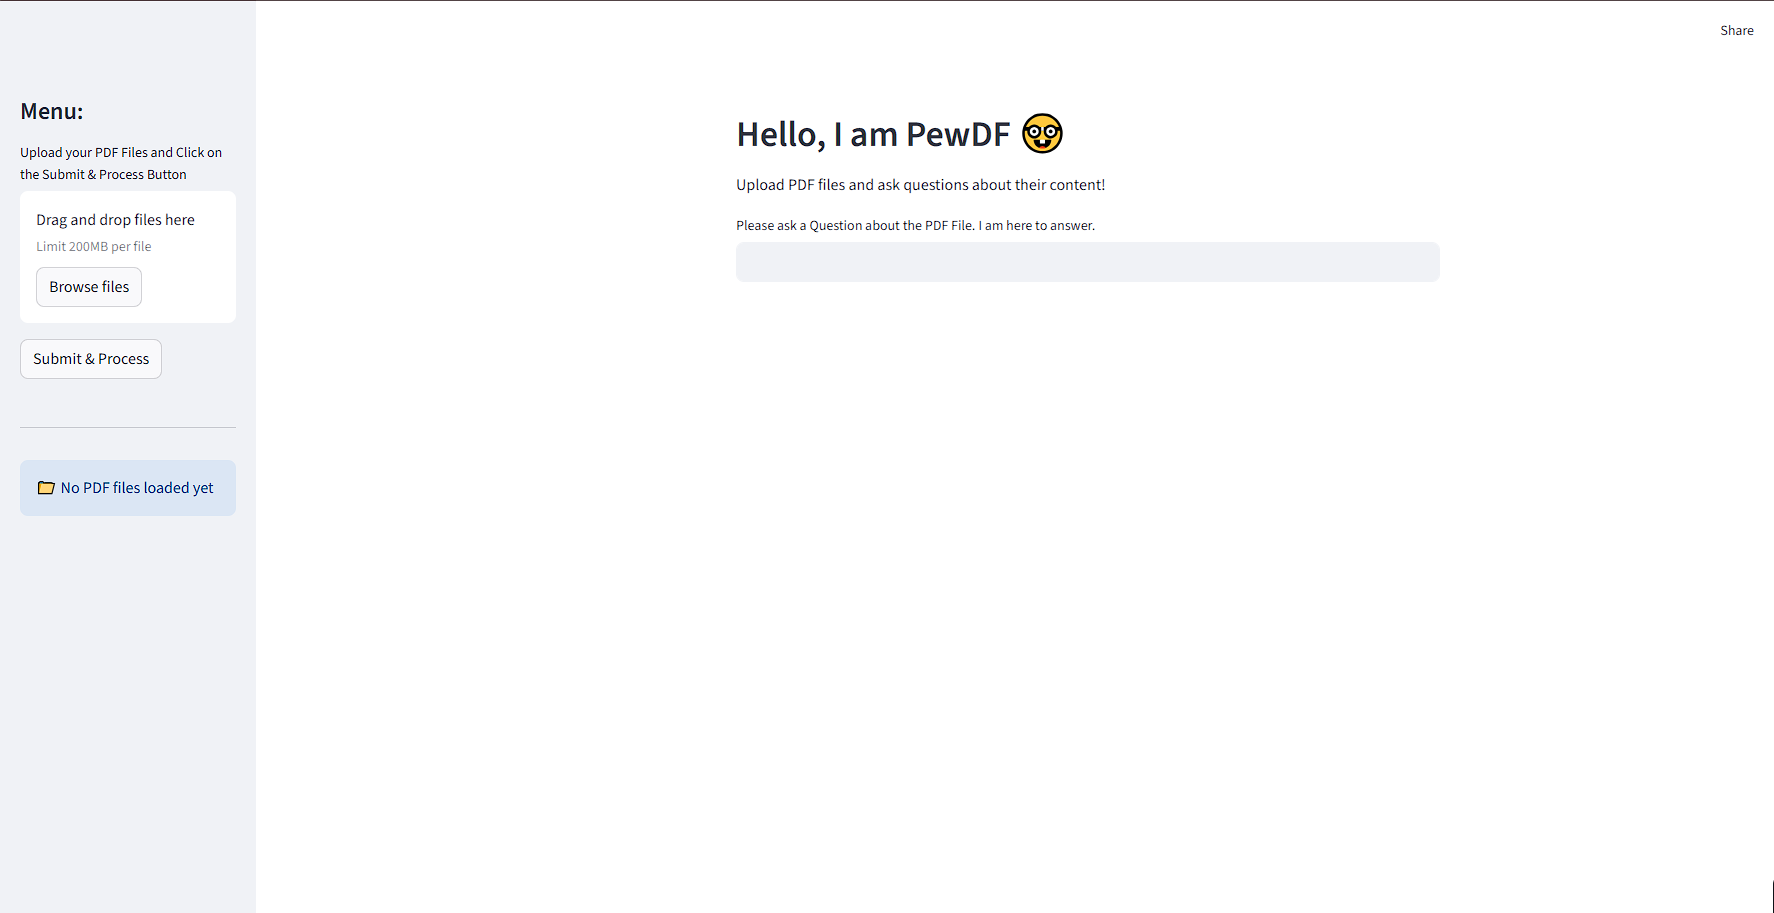 Share
Menu:
Upload your PDF Files and Click on
the Submit & Process Button
Drag and drop files here
Limit 200MB per file
Browse files
Submit & Process
No PDF files loaded yet
Hello, I am PewDF 🤓
Upload PDF files and ask questions about their content!
Please ask a Question about the PDF File. I am here to answer.